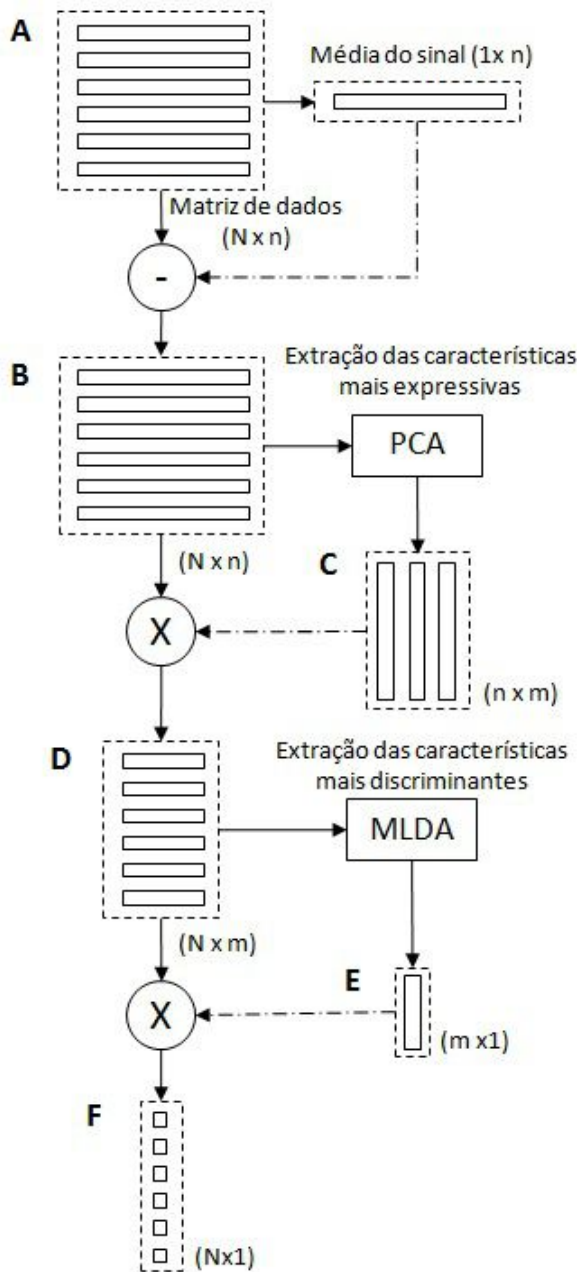 A
Média do sinal (1x n)
Matriz de dados
(N x n)
-
B
Extração das características
mais expressivas
PCA
(N x n)
C
X
(n x m)
D
Extração das características
mais discriminantes
MLDA
(N x m)
E
X
(m x1)
F
(Nx1)